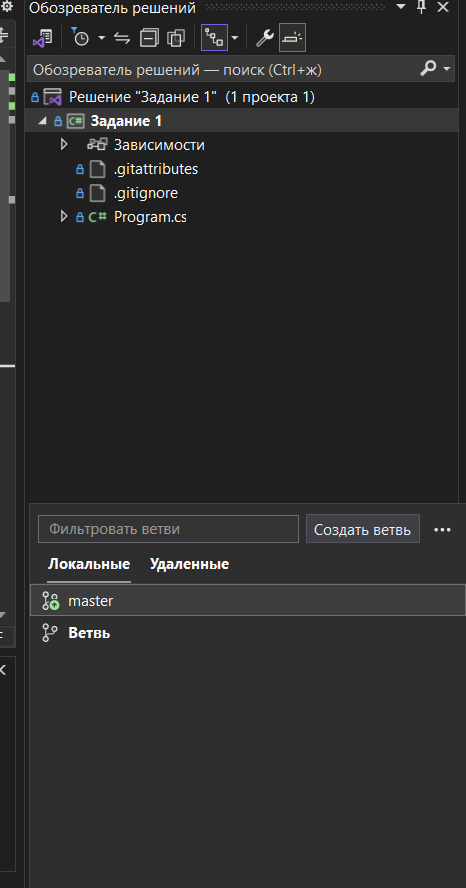 Обозреватель решений
Обозреватель решений — поиск (Ctrl+ж)
Решение "Задание 1" (1 проекта 1)
C# Задание 1
Зависимости
.gitattributes
.gitignore
C# Program.cs
Фильтровать ветви
Создать ветвь
Локальные Удаленные
master
Ветвь